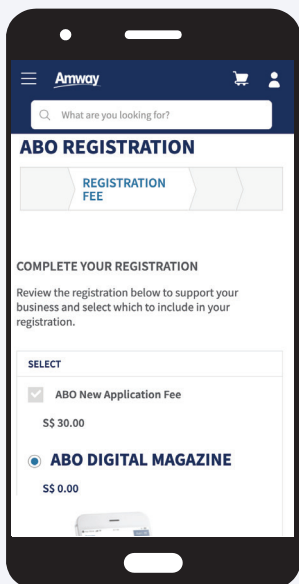 Amway
What are you looking for?
ABO REGISTRATION
REGISTRATION
FEE
COMPLETE YOUR REGISTRATION
Review the registration below to support your
business and select which to include in your
registration.
SELECT
ABO New Application Fee
S$ 30.00
ABO DIGITAL MAGAZINE
S$ 0.00